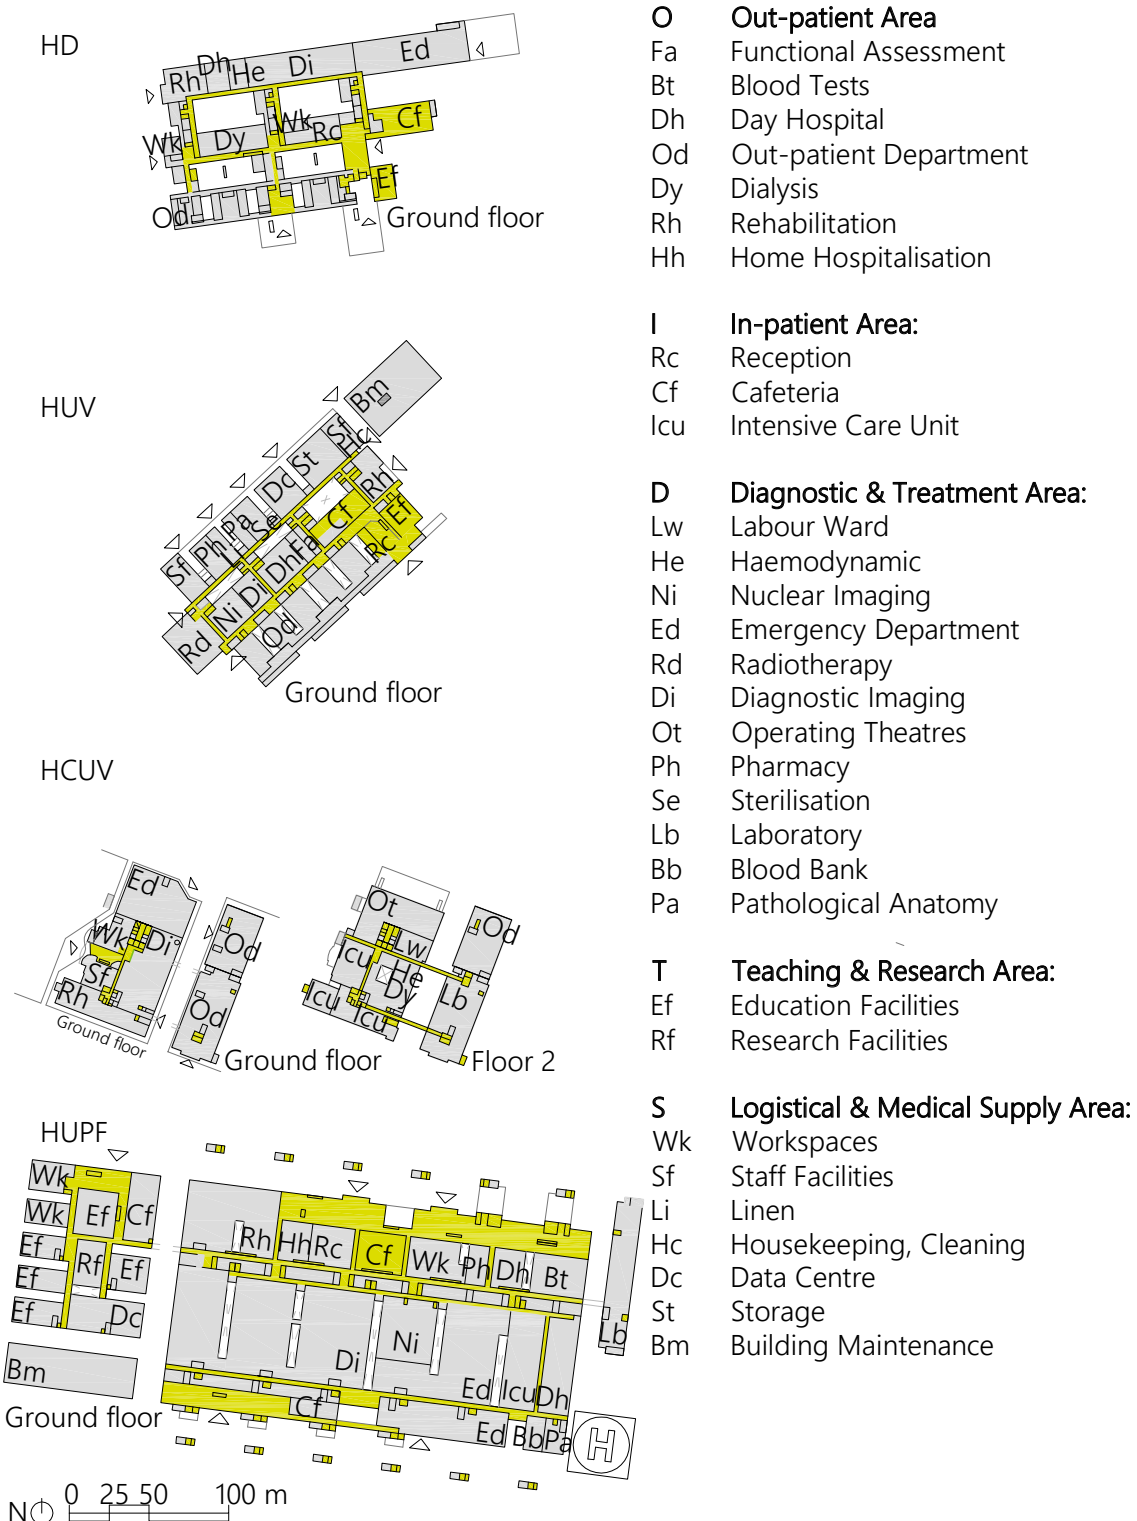 HD
Ed
Dh
Di
He
Rh
Cf
Wk
Rc
Wk
Dy
Ef
Od
Ground floor
HUV
Bm
Sf
Hc
St
Rh
Dc
Ef
Cf
Pa
Se
Rc
Ph
Fa
Li
Dh
Sf
Di
Ni
Od
Rd
Ground floor
HCUV
Ed
Wk
Di
Od
Sf
Rh
Od
Ground floor
Ground floor
Ot
Od
Lw
Icu
He
Dy
Icu
Lb
Icu
Floor 2
HUPF
Wk
Wk
Ef
Cf
Ef
Rf
Ef
Ef
Ef
Dc
Bm
Ground floor
Rh
Hh
Rc
Cf
Wk
Ph
Dh
Bt
Lb
Ni
Di
Ed
Icu
Dh
Cf
Ed
Bb
Pa
H
N
0 25 50 100 m
O Out-patient Area
Fa Functional Assessment
Bt Blood Tests
Dh Day Hospital
Od Out-patient Department
Dy Dialysis
Rh Rehabilitation
Hh Home Hospitalisation
I In-patient Area:
Rc Reception
Cf Cafeteria
Icu Intensive Care Unit
D Diagnostic & Treatment Area:
Lw Labour Ward
He Haemodynamic
Ni Nuclear Imaging
Ed Emergency Department
Rd Radiotherapy
Di Diagnostic Imaging
Ot Operating Theatres
Ph Pharmacy
Se Sterilisation
Lb Laboratory
Bb Blood Bank
Pa Pathological Anatomy
T Teaching & Research Area:
Ef Education Facilities
Rf Research Facilities
S Logistical & Medical Supply Area:
Wk Workspaces
Sf Staff Facilities
Li Linen
Hc Housekeeping, Cleaning
Dc Data Centre
St Storage
Bm Building Maintenance